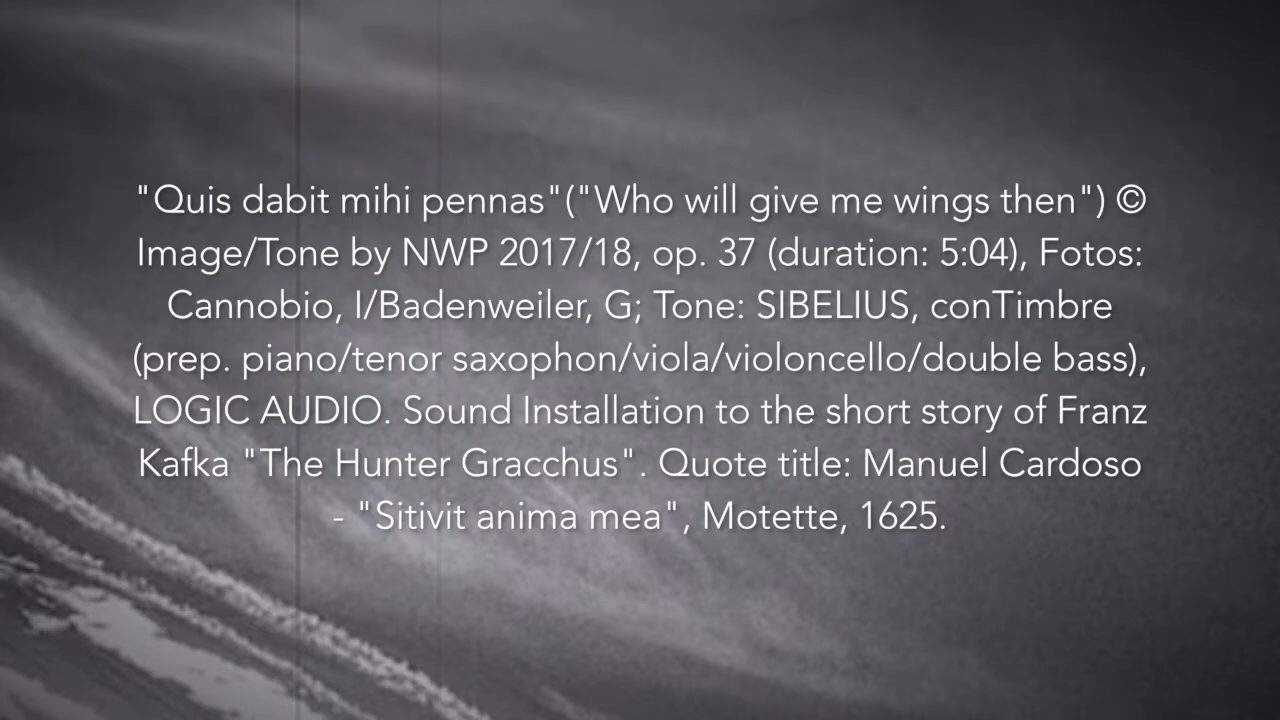 "Quis dabit mihi pennas"("Who will give me wings then") ©
Image/Tone by NWP 2017/18, op. 37 (duration: 5:04), Fotos:
Cannobio, I/Badenweiler, G; Tone: SIBELIUS, conTimbre
(prep. piano/tenor saxophon/viola/violoncello/double bass),
LOGIC AUDIO. Sound Installation to the short story of Franz
Kafka "The Hunter Gracchus". Quote title: Manuel Cardoso
- "Sitivit anima mea", Motette, 1625.